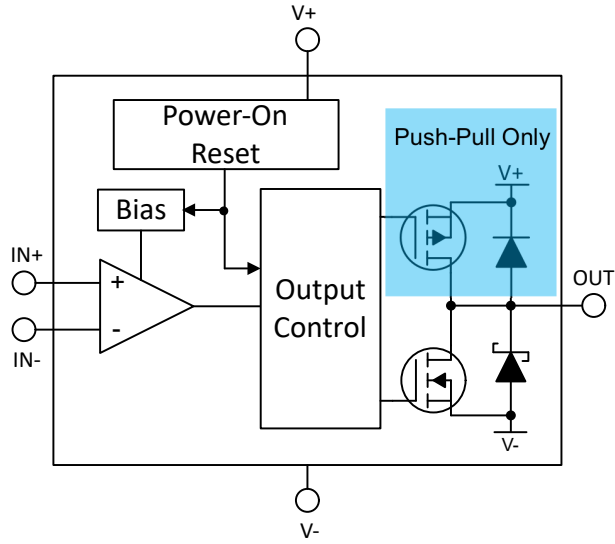 V+
Power-On
Reset
Push-Pull Only
V+
Bias
IN+
+
-
IN-
Output
Control
OUT
V-
V-